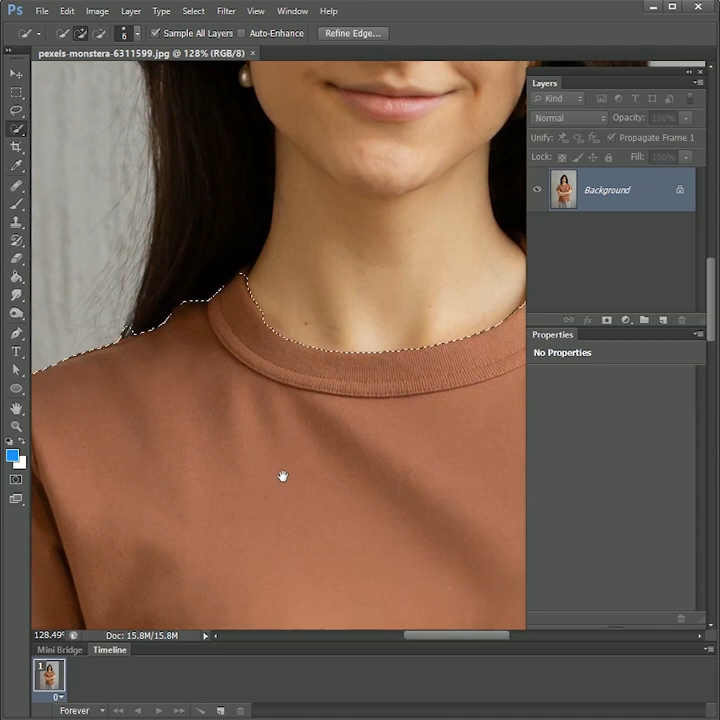 Ps File Edit Image Layer Type Select Filter View Window Help
6 Sample All Layers Auto-Enhance Refine Edge...
pexels-monstera-6311599.jpg @ 128% (RGB/8) ×
Layers
Kind
Normal Opacity: 100%
Unify: Propagate Frame 1
Lock: Fill: 100%
Background
fx
Properties
No Properties
128.49% Doc: 15.8M/15.8M
Mini Bridge Timeline
1
0
Forever